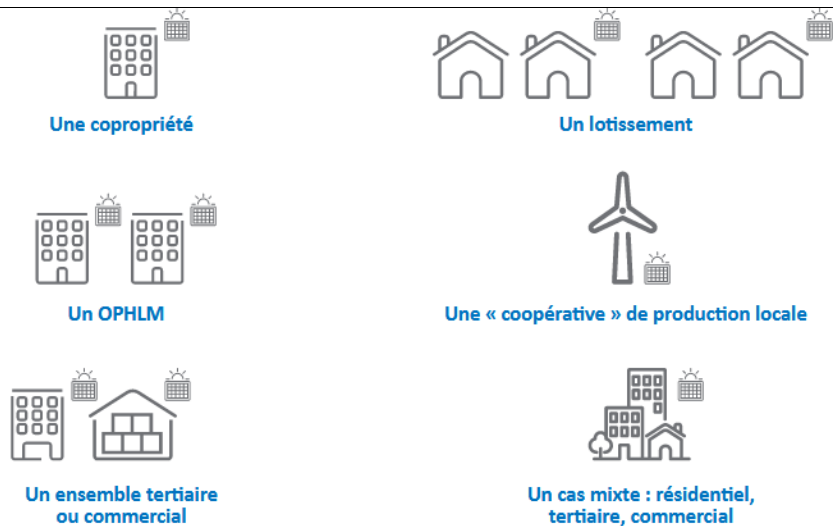 Une copropriété
Un lotissement
Un OPHLM
Une « coopérative » de production locale
Un ensemble tertiaire
ou commercial
Un cas mixte : résidentiel,
tertiaire, commercial